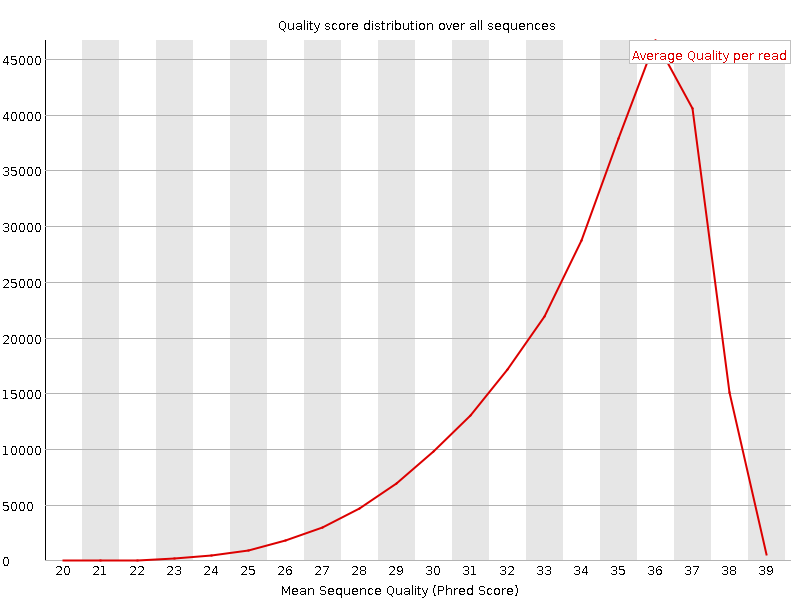 Quality score distribution over all sequences
Average Quality per read
45000
40000
35000
30000
25000
20000
15000
10000
5000
0
20 21 22 23 24 25 26 27 28 29 30 31 32 33 34 35 36 37 38 39
Mean Sequence Quality (Phred Score)